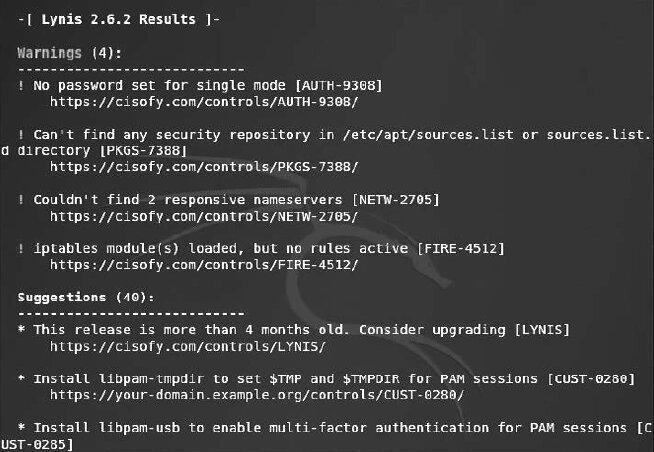 -[ Lynis 2.6.2 Results ]-
Warnings (4):
----------------------------
! No password set for single mode [AUTH-9308]
https://cisofy.com/controls/AUTH-9308/
! Can't find any security repository in /etc/apt/sources.list or sources.list.
d directory [PKGS-7388]
https://cisofy.com/controls/PKGS-7388/
! Couldn't find 2 responsive nameservers [NETW-2705]
https://cisofy.com/controls/NETW-2705/
! iptables module(s) loaded, but no rules active [FIRE-4512]
https://cisofy.com/controls/FIRE-4512/
Suggestions (40):
----------------------------
* This release is more than 4 months old. Consider upgrading [LYNIS]
https://cisofy.com/controls/LYNIS/
* Install libpam-tmpdir to set $TMP and $TMPDIR for PAM sessions [CUST-0280]
https://your-domain.example.org/controls/CUST-0280/
* Install libpam-usb to enable multi-factor authentication for PAM sessions [C
UST-0285]